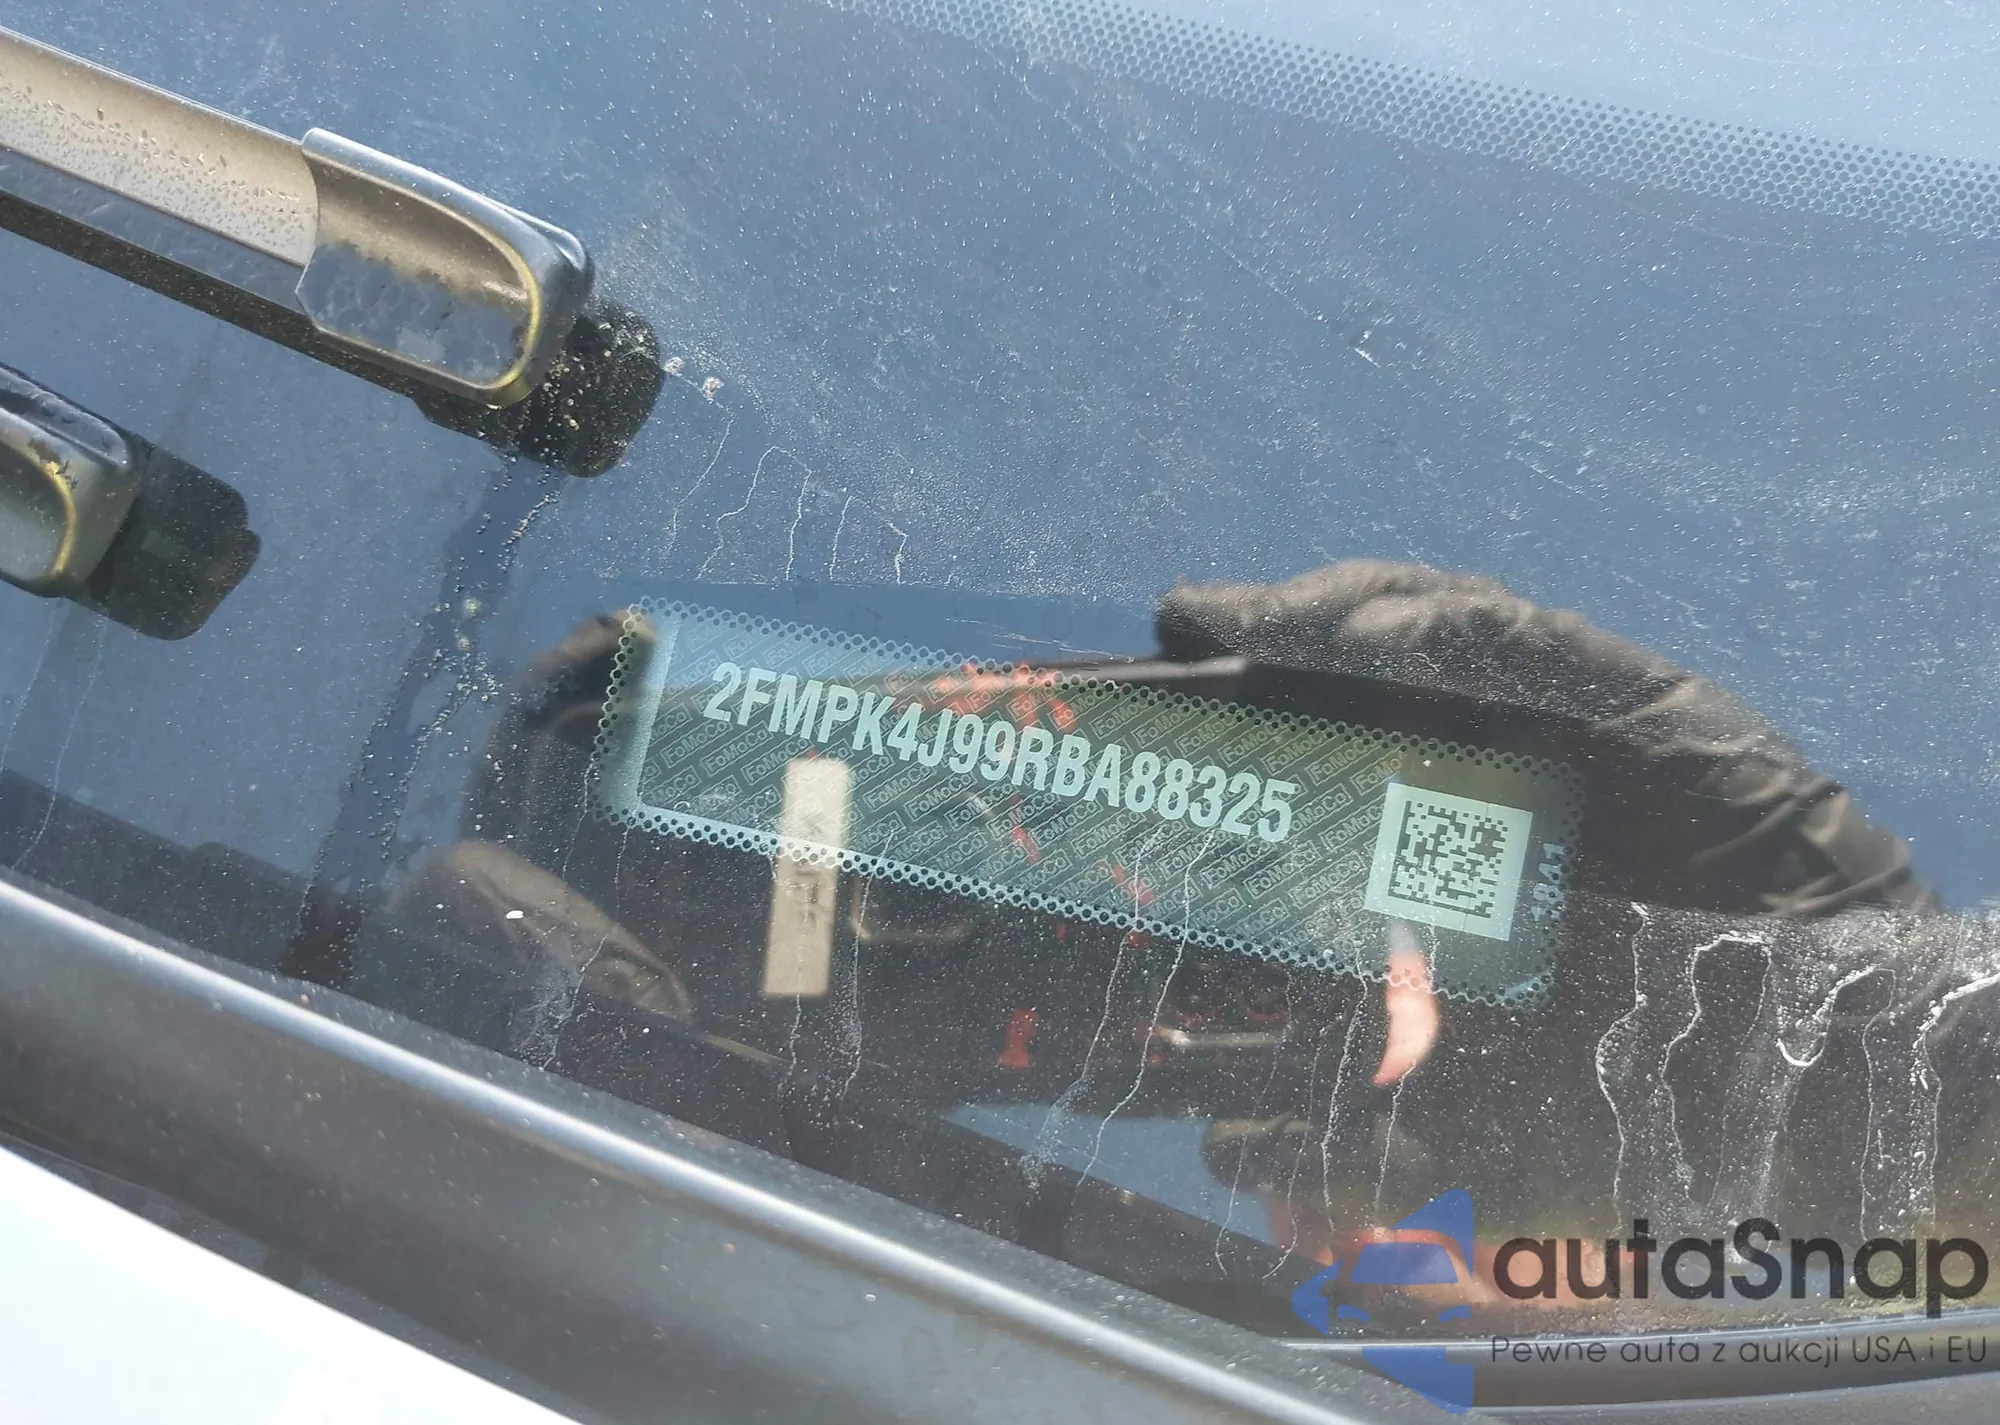 2FMPK4J99RBA88325
1841
autaSnap
Pewne auta z aukcji USA i EU